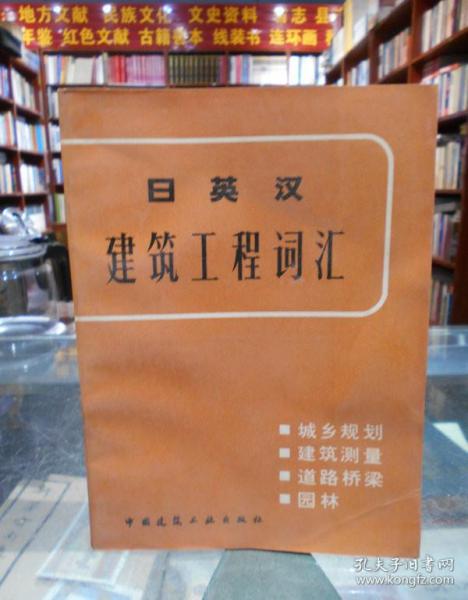 地方文献 民族文化 文史资料 省志 县
年鉴 红色文献 古籍善本 线装书 连环画
日英汉
建筑工程词汇
■ 城乡规划
■ 建筑测量
■ 道路桥梁
■ 园林
中国建筑工业出版社
孔夫子旧书网
www.kongfz.com